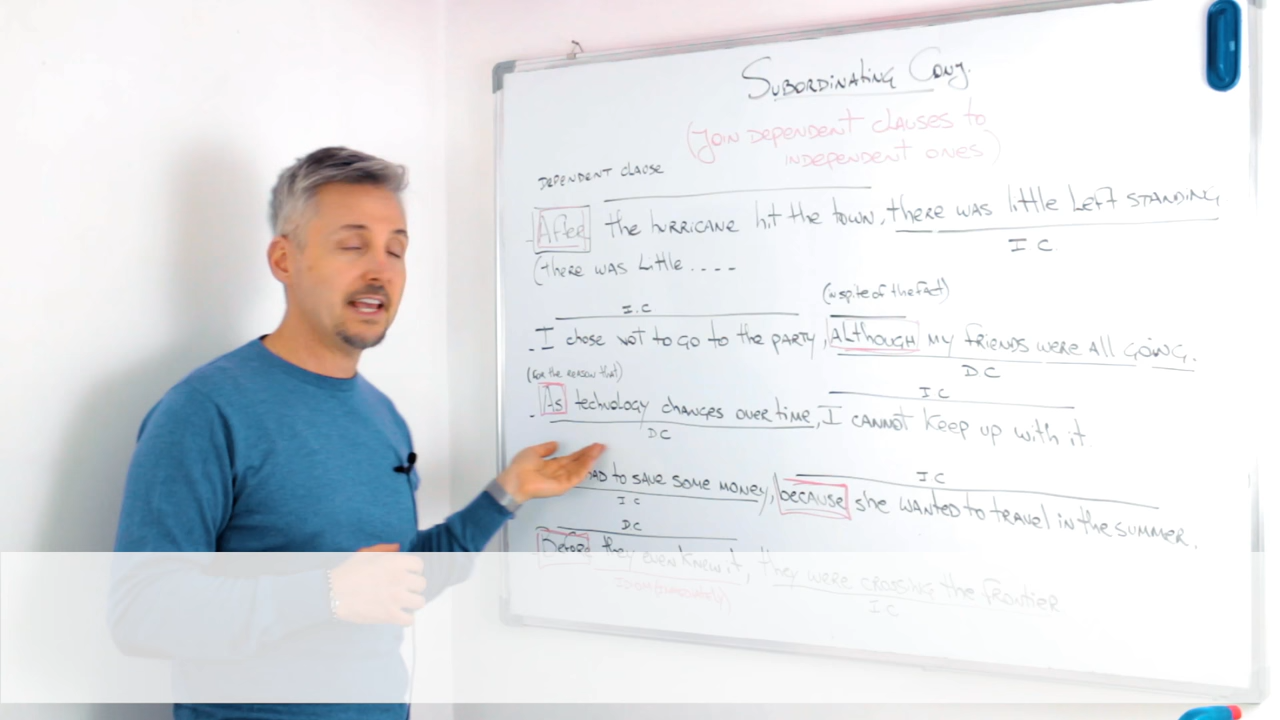 SUBORDINATING CONJ.
(JOIN DEPENDENT CLAUSES to
INDEPENDENT ONES)
DEPENDENT CLAUSE
- After the hurricane hit the town, there was little left standing
I C.
(there was little ----
(in spite of the fact)
I.C
- I chose not to go to the party, although my friends were all going.
D C
(for the reason that)
I C
- As technology changes over time, I cannot keep up with it.
D C
I C
to save some money, because she wanted to travel in the summer.
I C
D C
Before they even knew it, they were crossing the frontier
I C